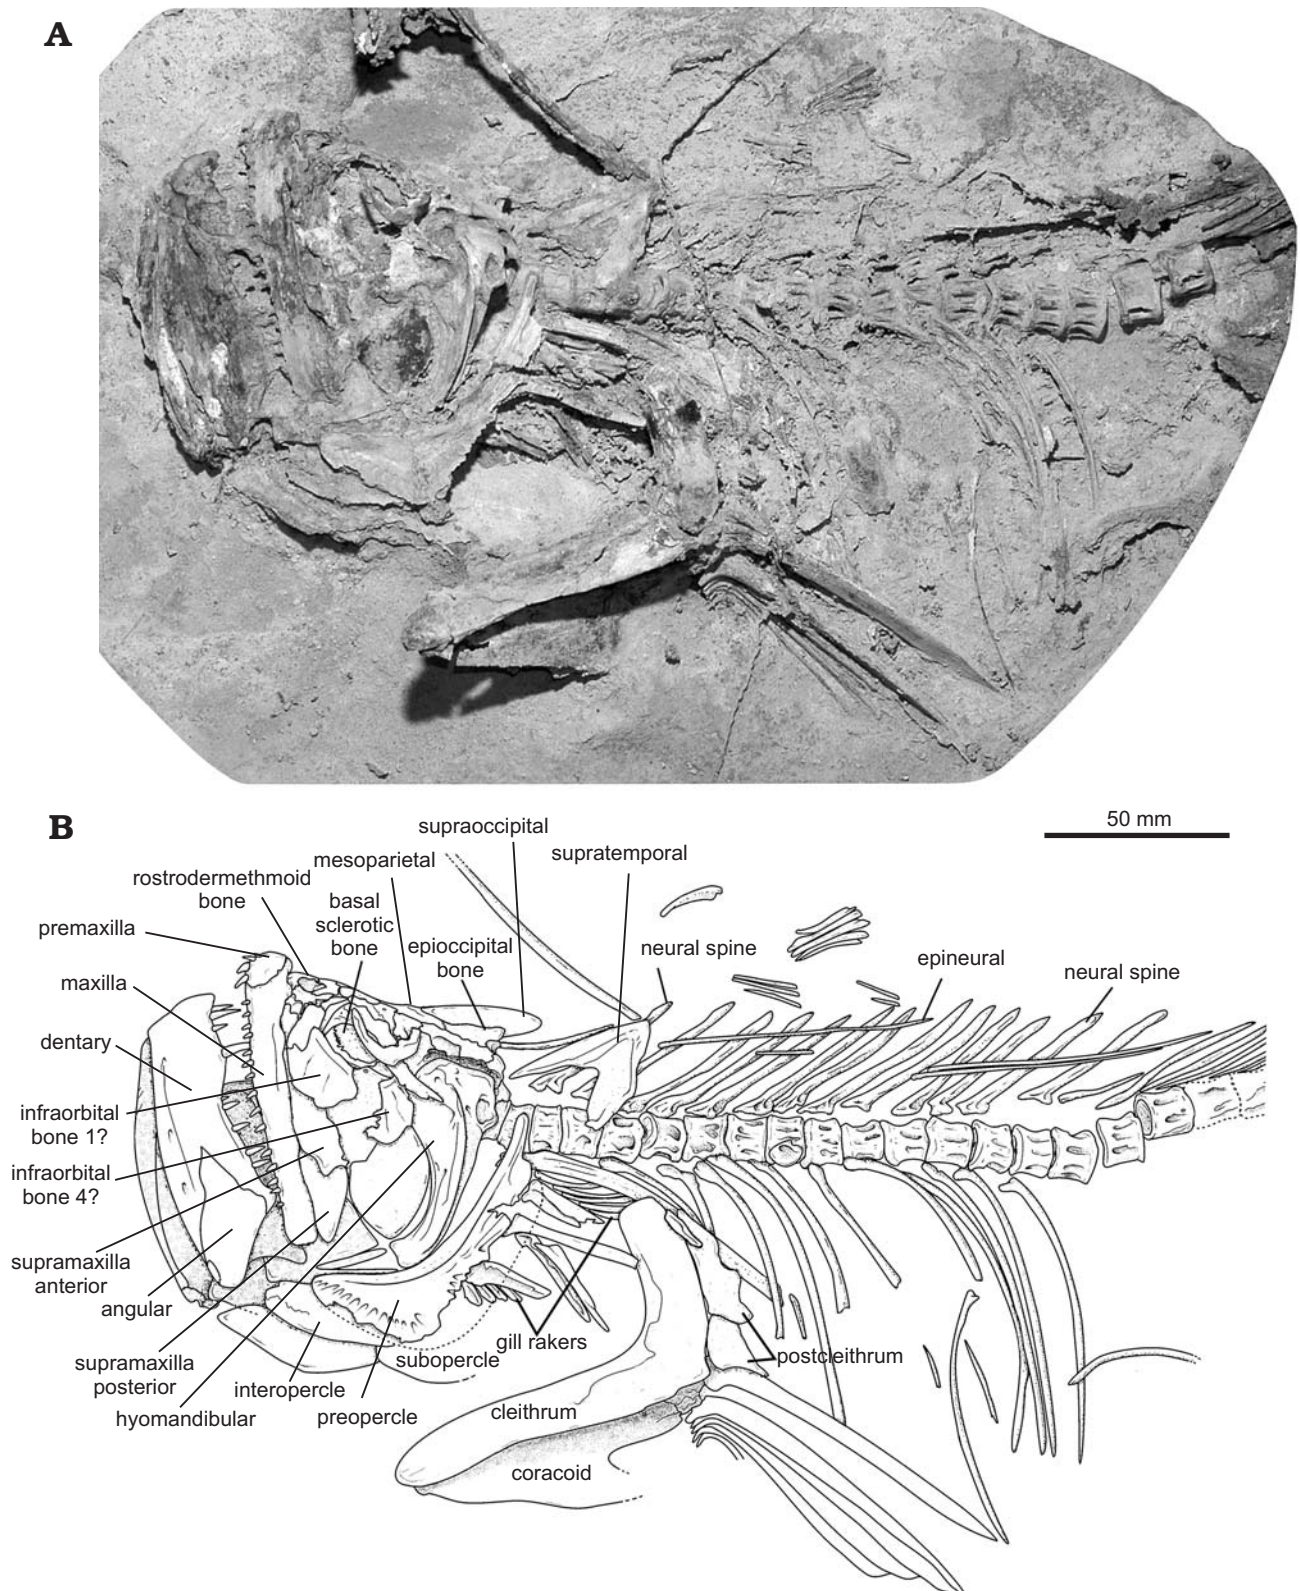 A
B
50 mm
supraoccipital
mesoparietal
supratemporal
rostrodermethmoid
bone
basal
sclerotic
bone
premaxilla
epioccipital
bone
neural spine
epineural
neural spine
maxilla
dentary
infraorbital
bone 1?
infraorbital
bone 4?
supramaxilla
anterior
angular
supramaxilla
posterior
hyomandibular
interopercle
preopercle
subopercle
gill rakers
postcleithrum
cleithrum
coracoid